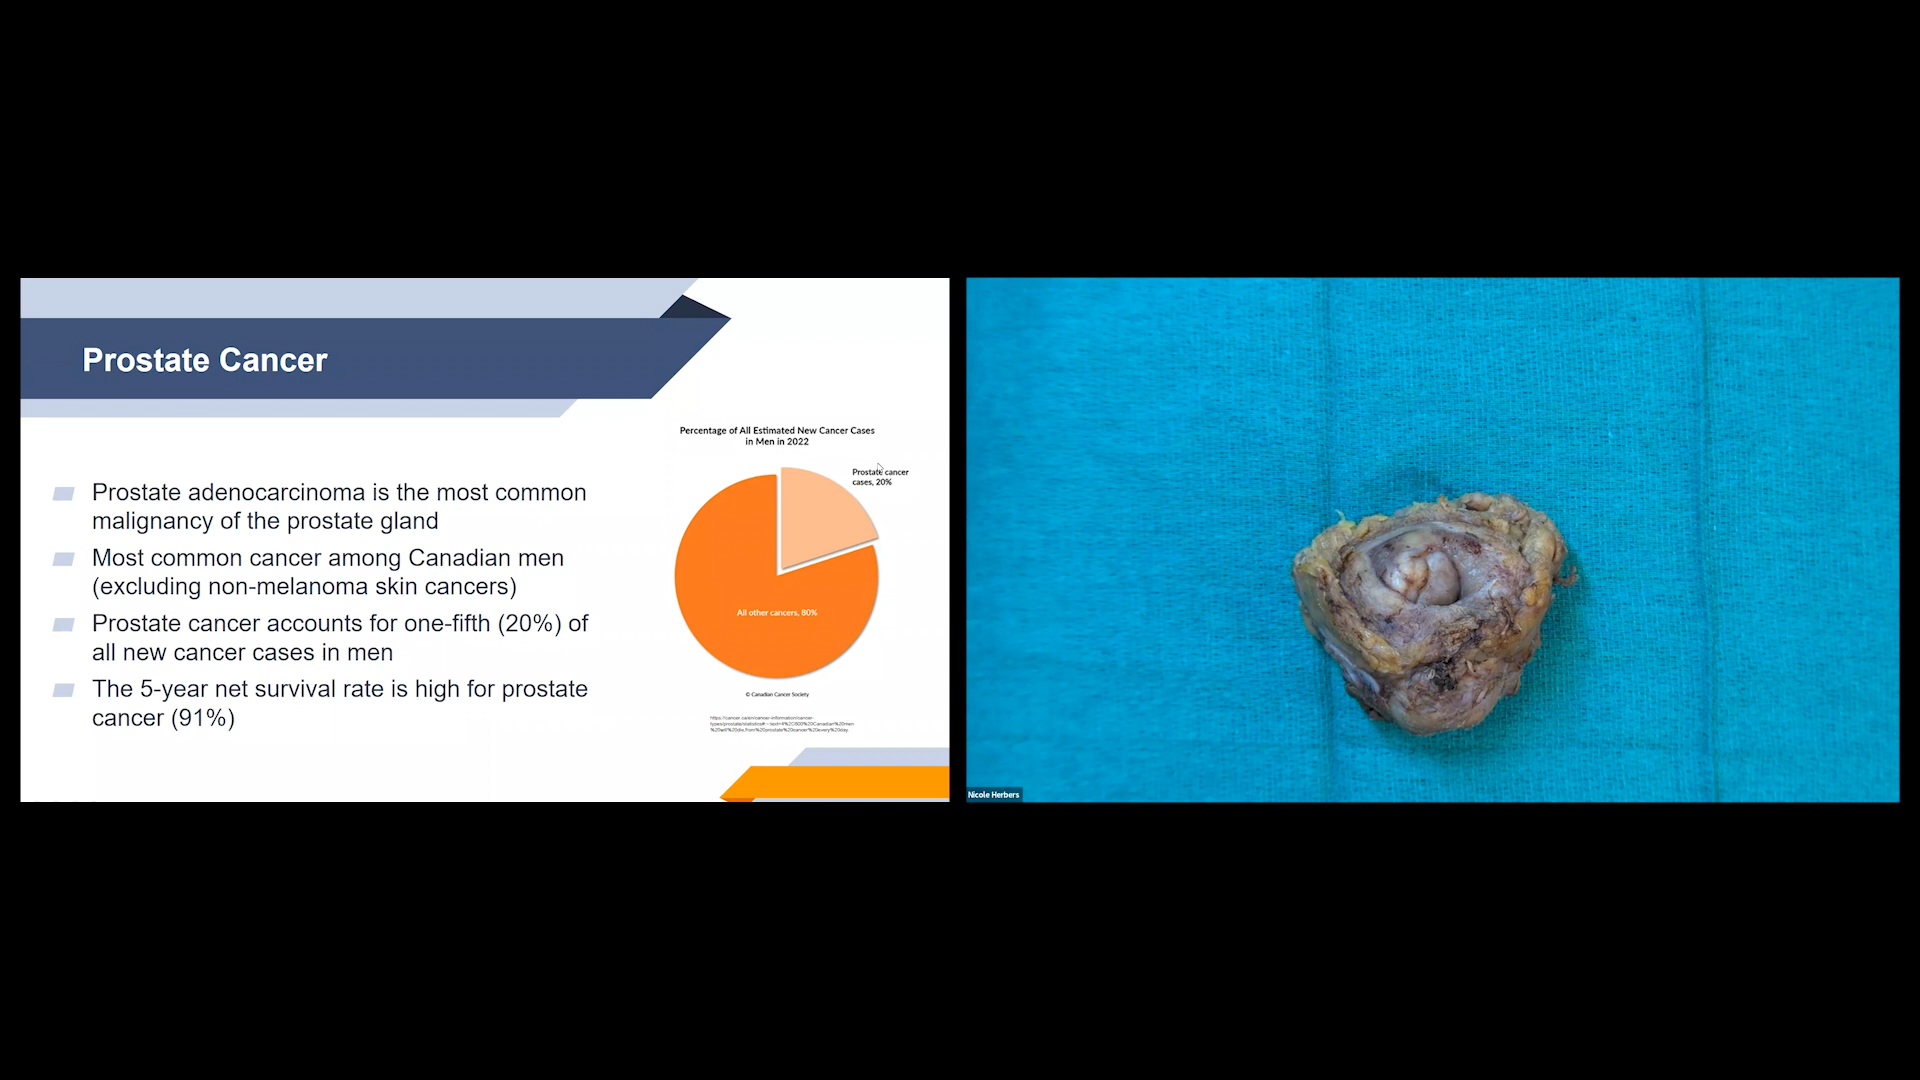 Prostate Cancer
Prostate adenocarcinoma is the most common
malignancy of the prostate gland
Most common cancer among Canadian men
(excluding non-melanoma skin cancers)
Prostate cancer accounts for one-fifth (20%) of
all new cancer cases in men
The 5-year net survival rate is high for prostate
cancer (91%)
Percentage of All Estimated New Cancer Cases
in Men in 2022
Prostate cancer
cases, 20%
All other cancers, 80%
© Canadian Cancer Society
Nicole Herbers